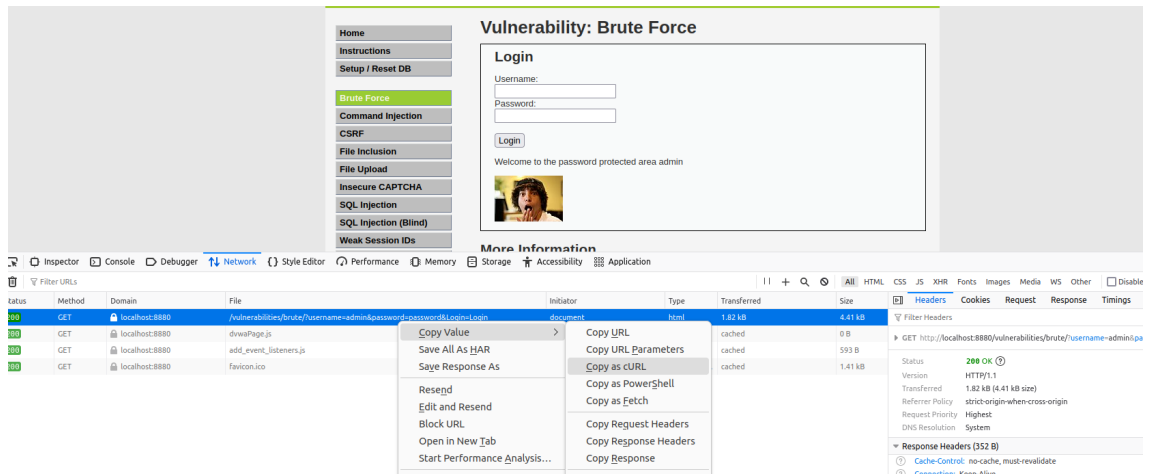 Vulnerability: Brute Force
Home
Instructions
Setup / Reset DB
Brute Force
Command Injection
CSRF
File Inclusion
File Upload
Insecure CAPTCHA
SQL Injection
SQL Injection (Blind)
Weak Session IDs
Login
Username:
Password:
Login
Welcome to the password protected area admin
More Information
Inspector Console Debugger Network Style Editor Performance Memory Storage Accessibility Application
Filter URLs
All HTML CSS JS XHR Fonts Images Media WS Other Disable
Status Method Domain File Initiator Type Transferred Size
200 GET localhost:8880 /vulnerabilities/brute/?username=admin&password=password&Login=Login document html 1.82 kB 4.41 kB
200 GET localhost:8880 dvwaPage.js cached 0 B
200 GET localhost:8880 add_event_listeners.js cached 593 B
200 GET localhost:8880 favicon.ico cached 1.41 kB
Copy Value
Save All As HAR
Save Response As
Resend
Edit and Resend
Block URL
Open in New Tab
Start Performance Analysis...
Copy URL
Copy URL Parameters
Copy as cURL
Copy as PowerShell
Copy as Fetch
Copy Request Headers
Copy Response Headers
Copy Response
Headers Cookies Request Response Timings
Filter Headers
GET http://localhost:8880/vulnerabilities/brute/?username=admin&pa
Status 200 OK
Version HTTP/1.1
Transferred 1.82 kB (4.41 kB size)
Referrer Policy strict-origin-when-cross-origin
Request Priority Highest
DNS Resolution System
Response Headers (352 B)
Cache-Control: no-cache, must-revalidate
Connection: Keep-Alive